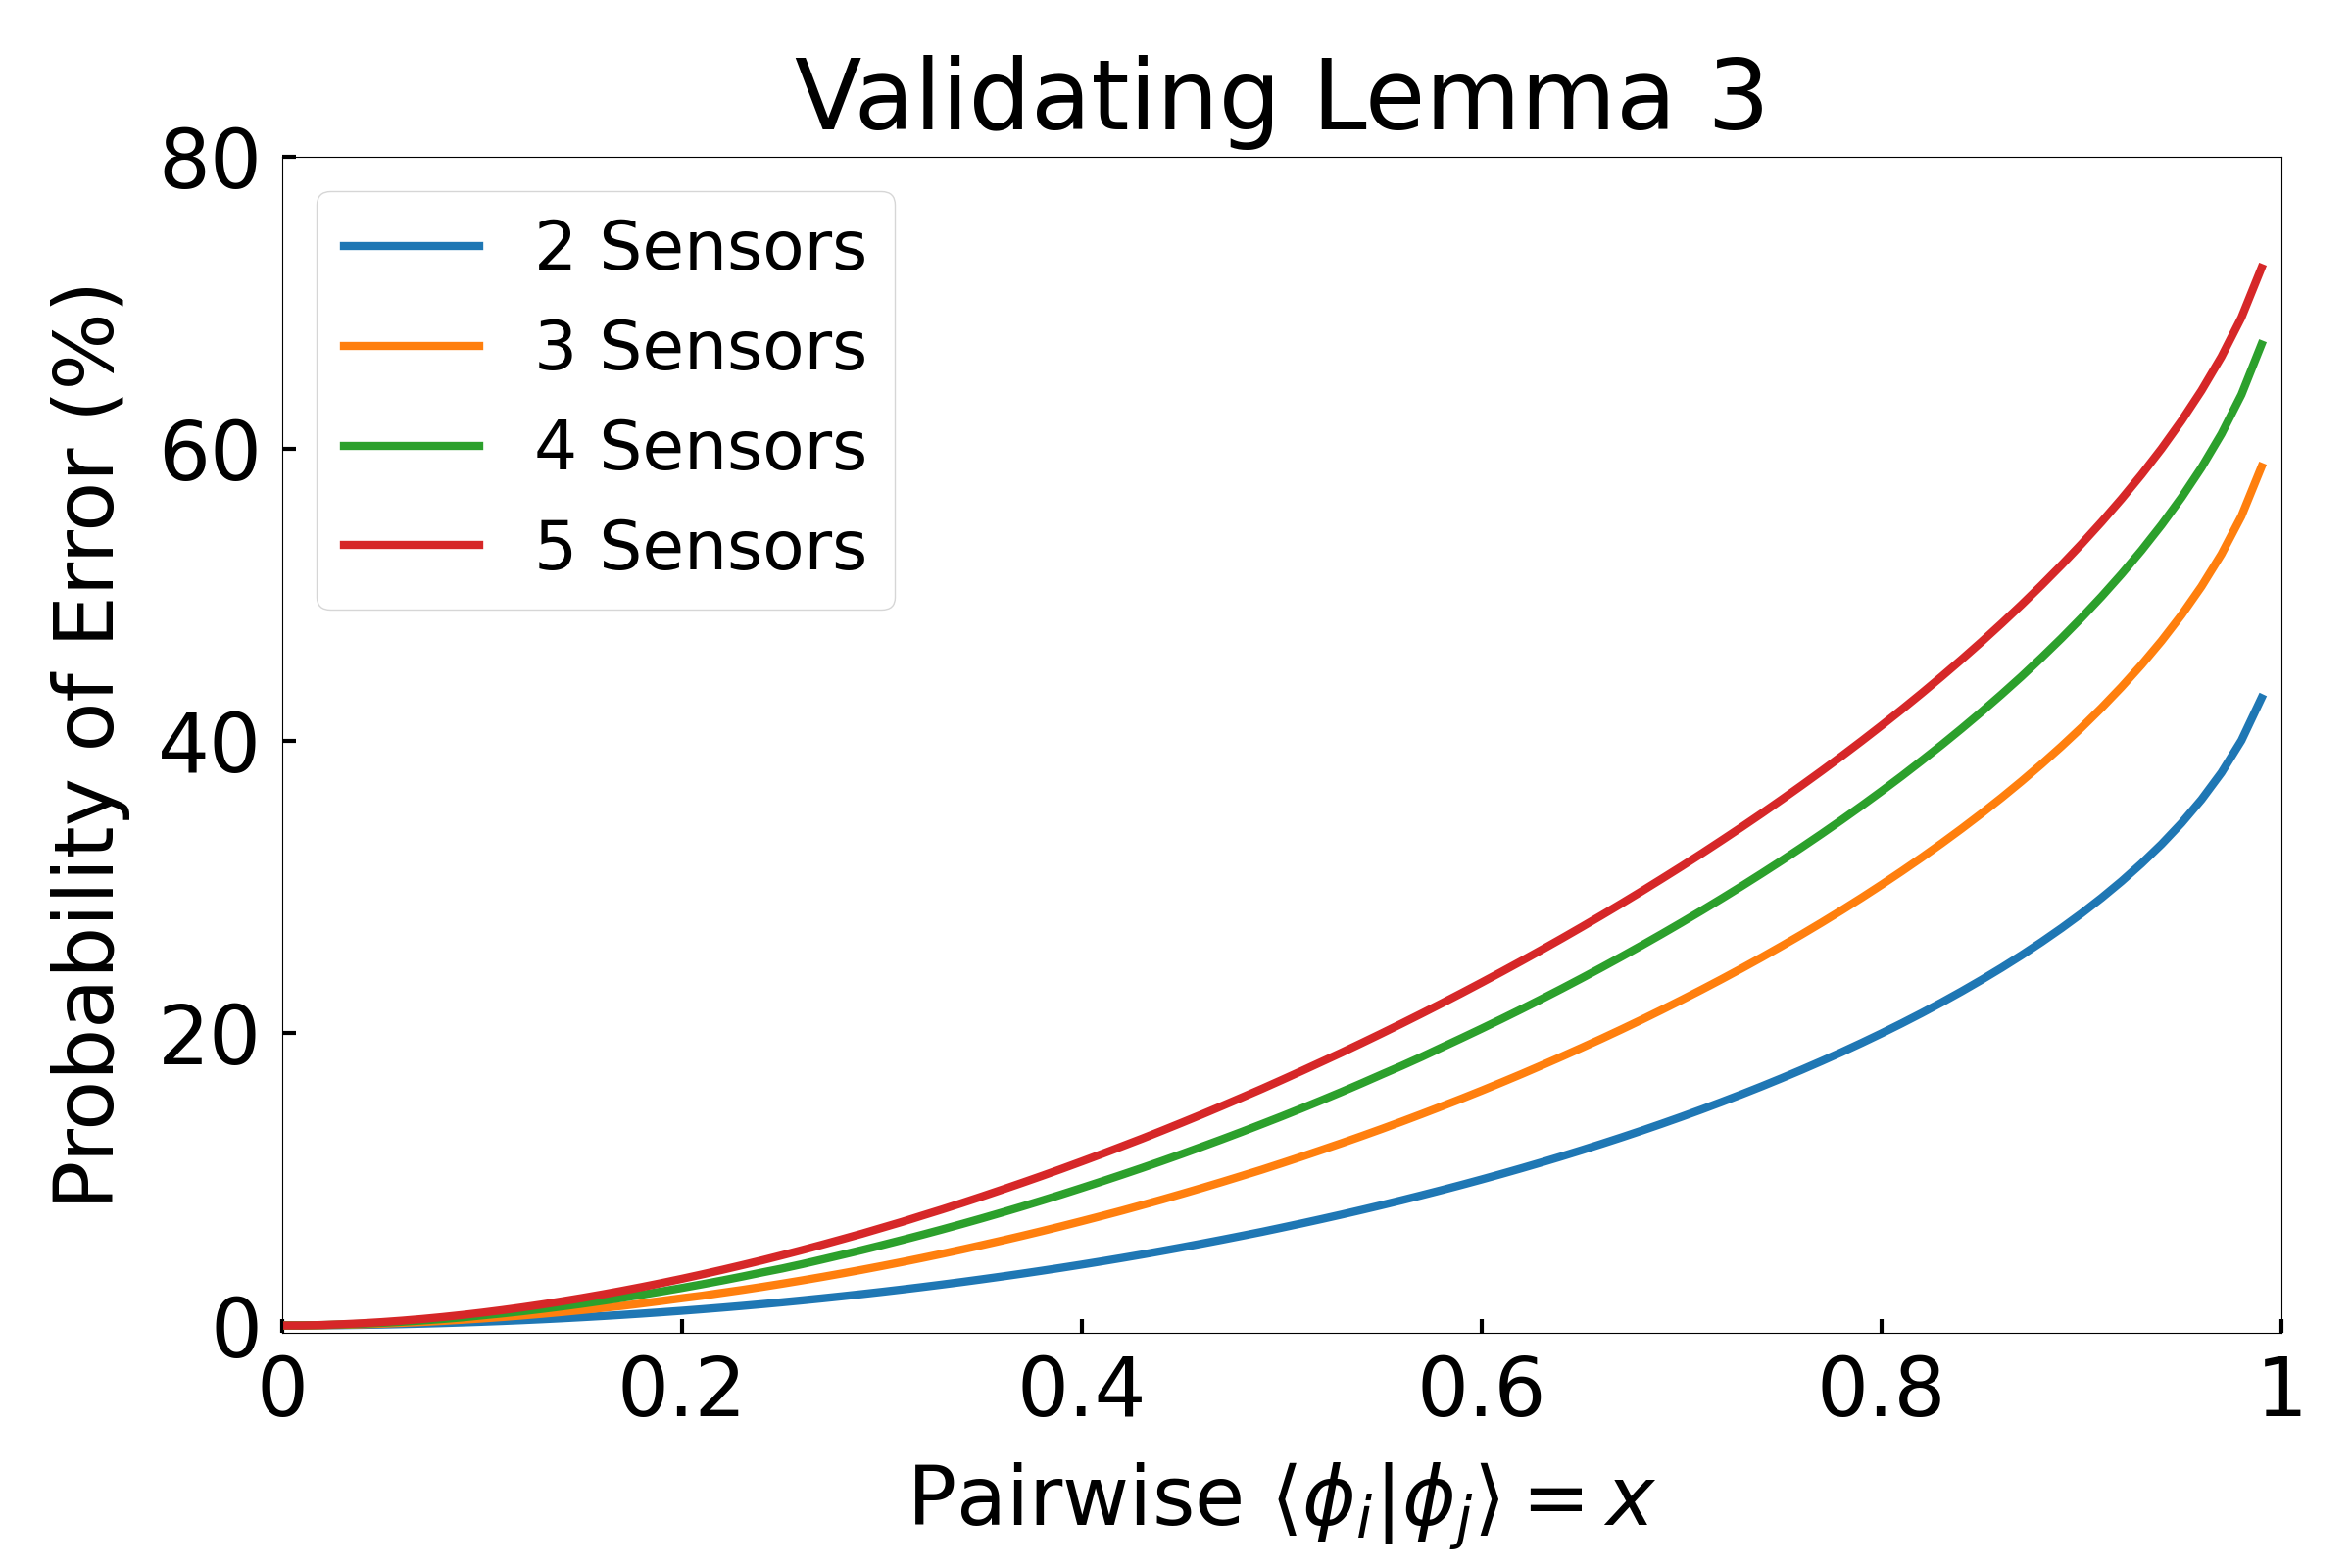 Validating Lemma 3
Probability of Error (%)
80
60
40
20
0
2 Sensors
3 Sensors
4 Sensors
5 Sensors
0 0.2 0.4 0.6 0.8 1
Pairwise ⟨ϕi|ϕj⟩ = x